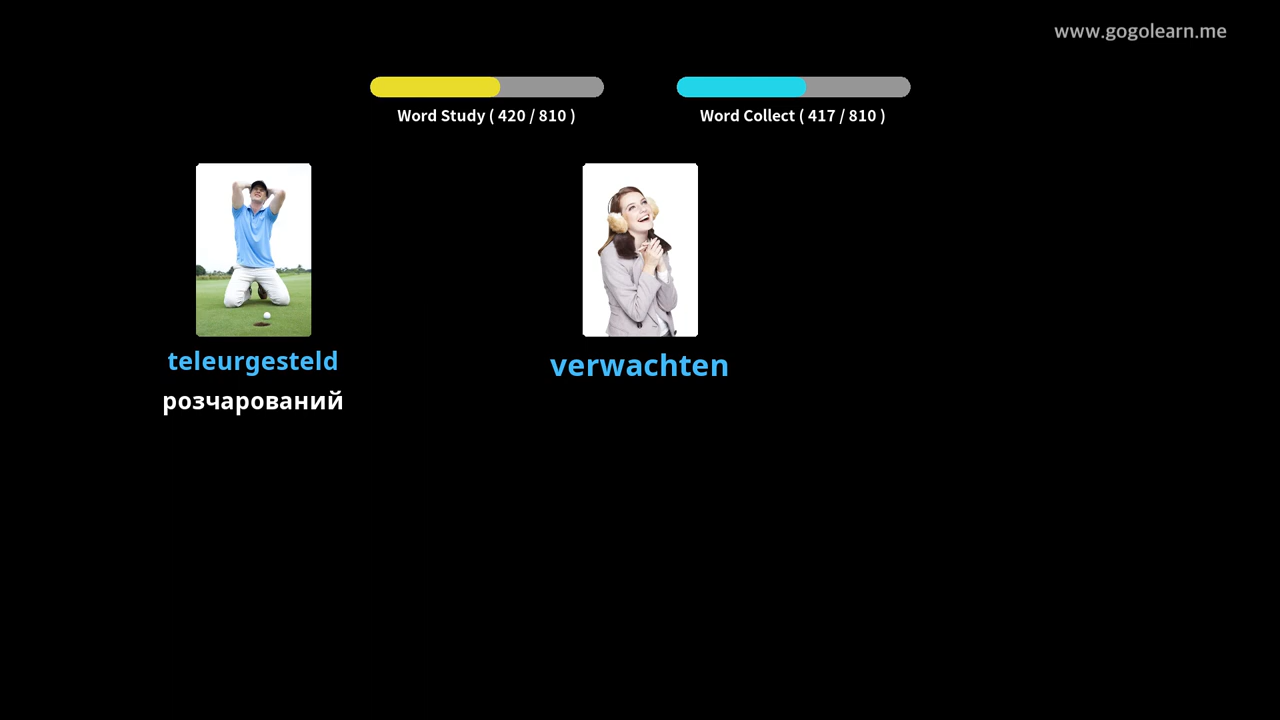 www.gogolearn.me
Word Study ( 420 / 810 )
Word Collect ( 417 / 810 )
teleurgesteld
розчарований
verwachten